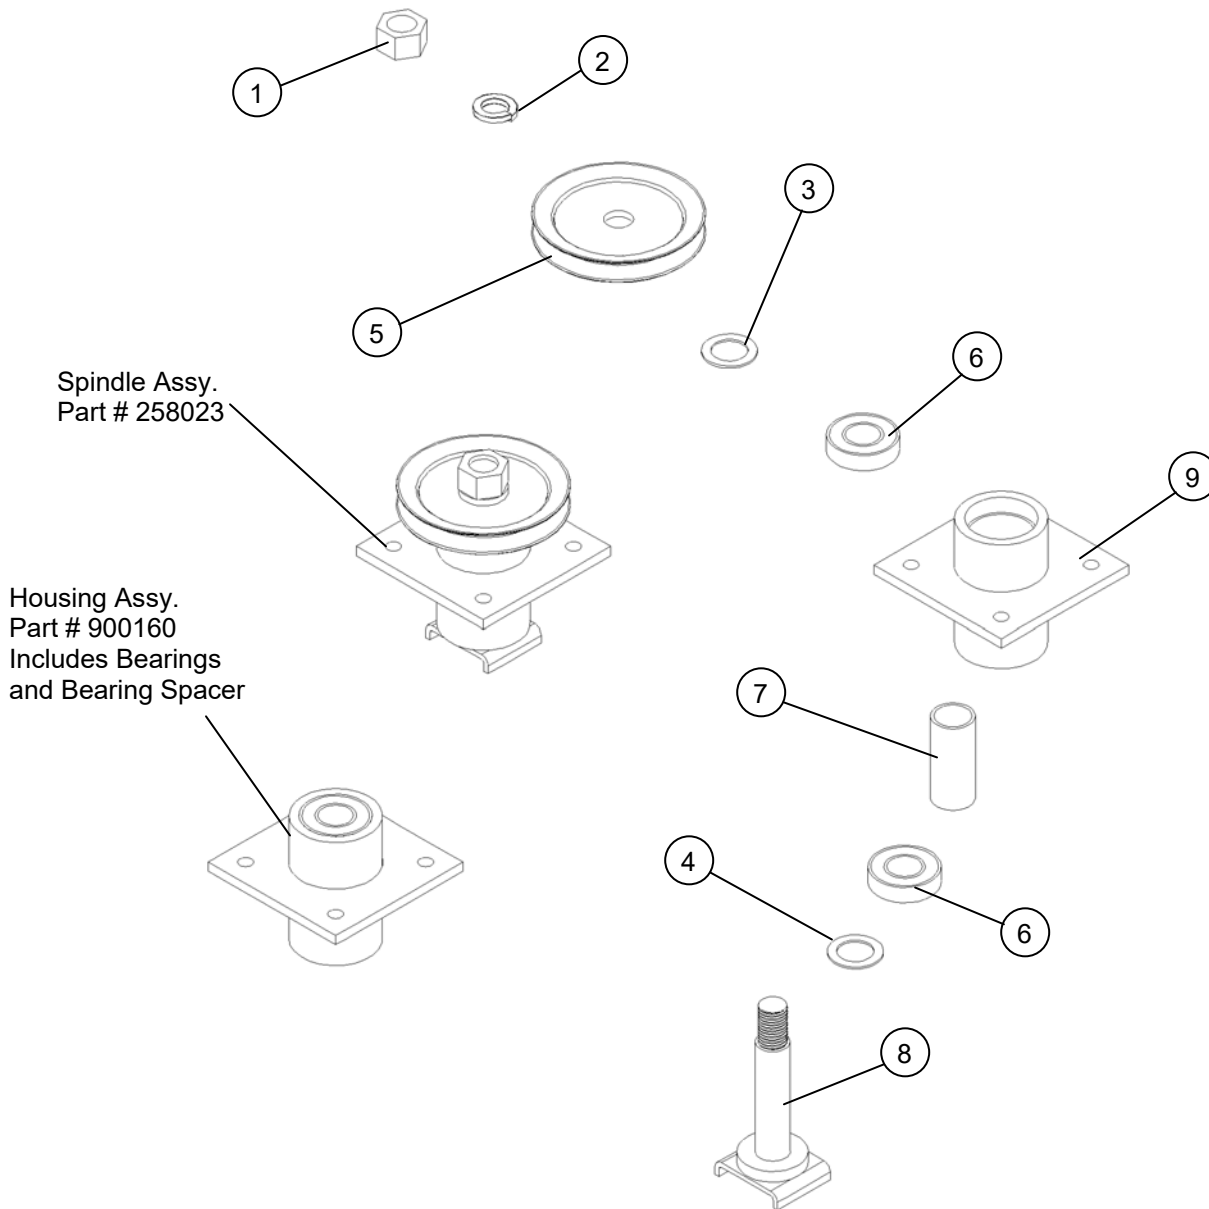 1
2
3
5
6
Spindle Assy.
Part # 258023
9
Housing Assy.
Part # 900160
Includes Bearings
and Bearing Spacer
7
4
6
8